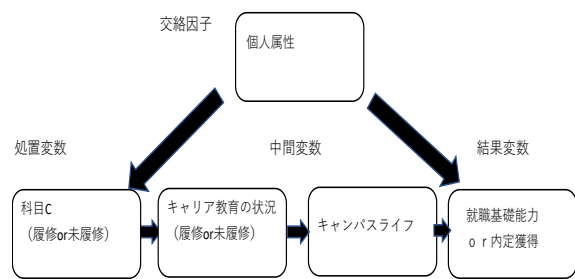 交絡因子
個人属性
処置変数
中間変数
結果変数
科目C
（履修or未履修）
キャリア教育の状況
（履修or未履修）
キャンパスライフ
就職基礎能力
ｏｒ内定獲得